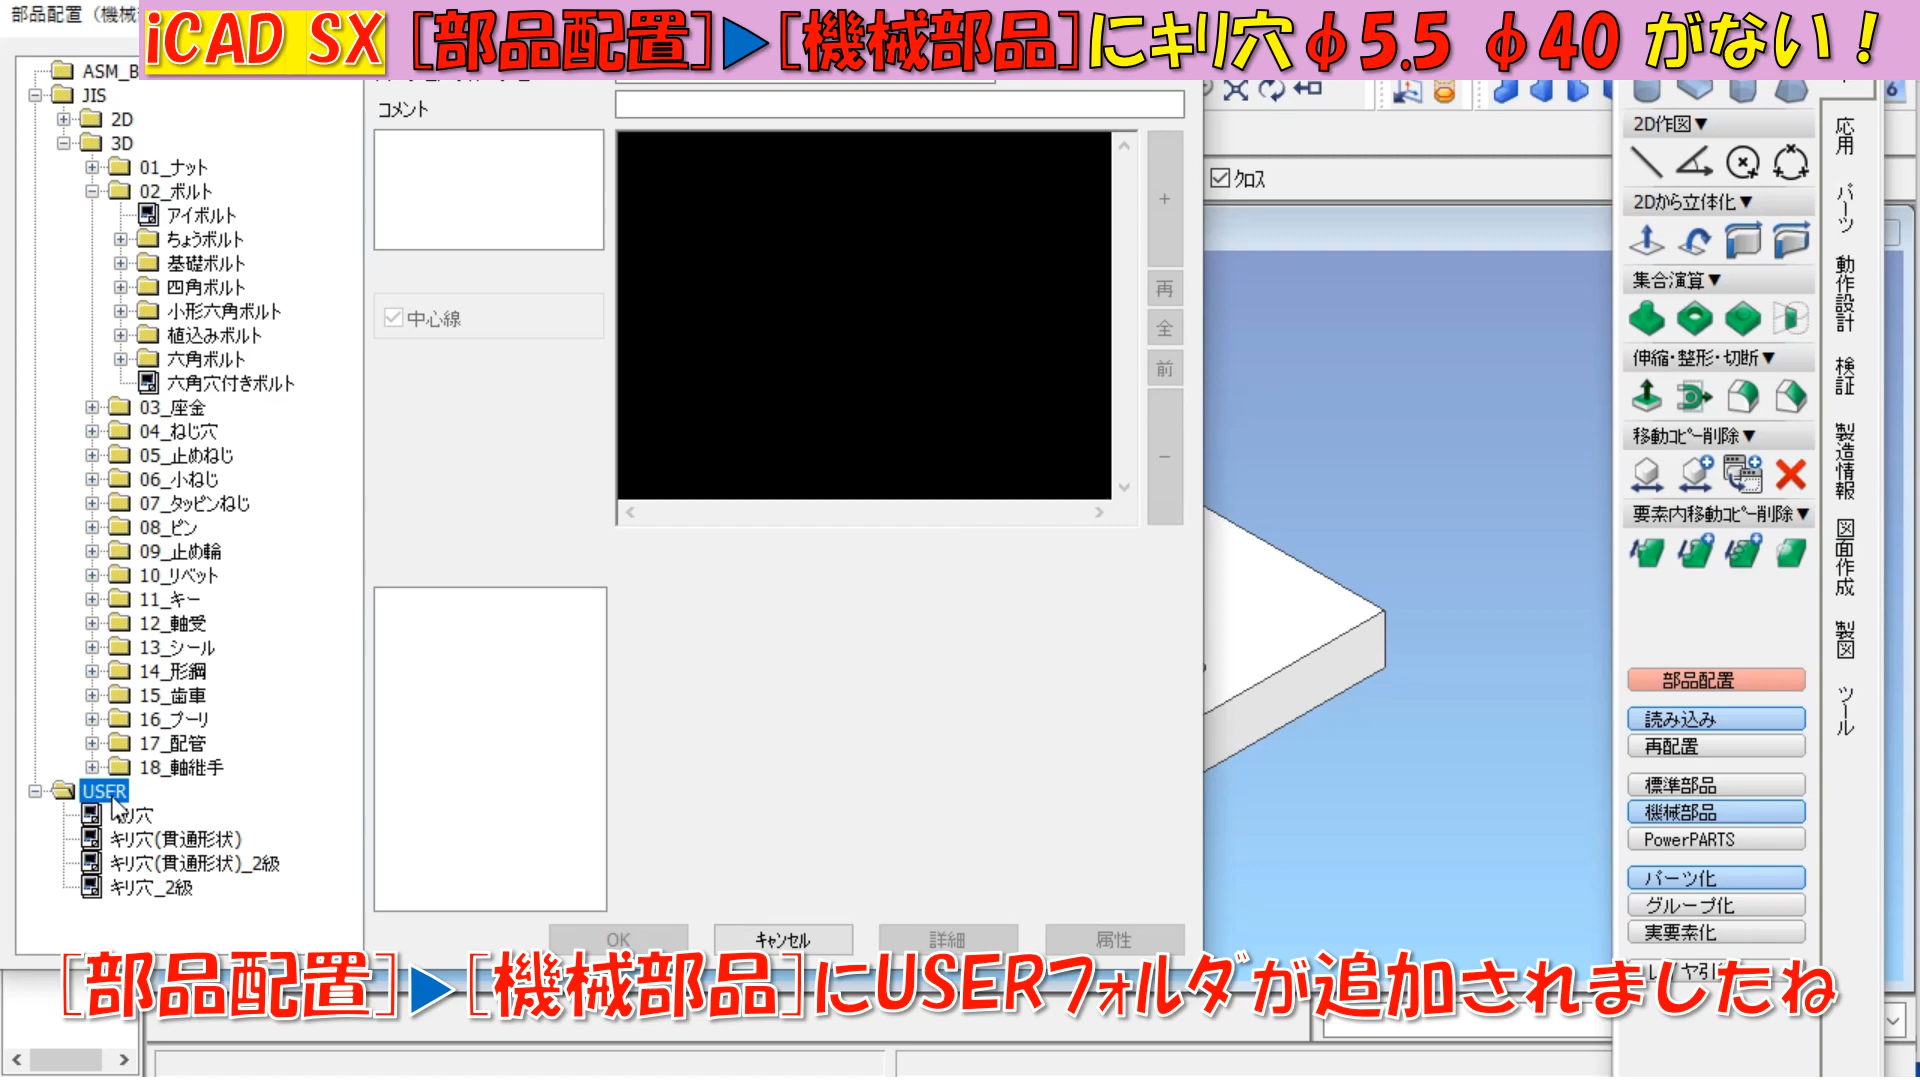 部品配置（機械
iCAD SX [部品配置]▶[機械部品]にキリ穴φ5.5 φ40 がない！
ASM_B
JIS
2D
3D
01_ナット
02_ボルト
アイボルト
ちょうボルト
基礎ボルト
四角ボルト
小形六角ボルト
植込みボルト
六角ボルト
六角穴付きボルト
03_座金
04_ねじ穴
05_止めねじ
06_小ねじ
07_タッピンねじ
08_ピン
09_止め輪
10_リベット
11_キー
12_軸受
13_シール
14_形鋼
15_歯車
16_プーリ
17_配管
18_軸継手
USER
キリ穴
キリ穴(貫通形状)
キリ穴(貫通形状)_2級
キリ穴_2級
コメント
中心線
+
再
全
前
−
OK
キャンセル
詳細
属性
クロス
2D作図▼
2Dから立体化▼
集合演算▼
伸縮・整形・切断▼
移動コピー削除▼
要素内移動コピー削除▼
部品配置
読み込み
再配置
標準部品
機械部品
PowerPARTS
パーツ化
グループ化
実要素化
レイヤ引
6
応用
パーツ
動作設計
検証
製造情報
図面作成
製図
ツール
[部品配置]▶[機械部品]にUSERフォルダが追加されましたね